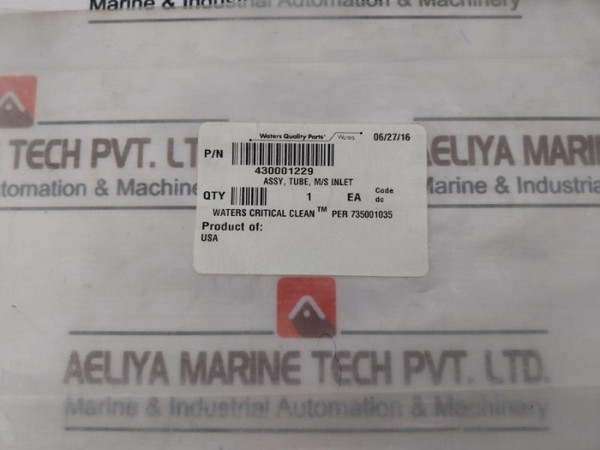 Marine & Industrial Automation & Machinery
Waters Quality Parts Waters 06/27/16
P/N
430001229
ASSY, TUBE, M/S INLET
QTY 1 EA Code dc
WATERS CRITICAL CLEAN™ PER 735001035
Product of:
USA
TECH PVT. LT
AELIYA MARIN
tomation & Machine
Marine & Industria
AELIYA MARINE TECH PVT. LTD.
Marine & Industrial Automation & Machinery